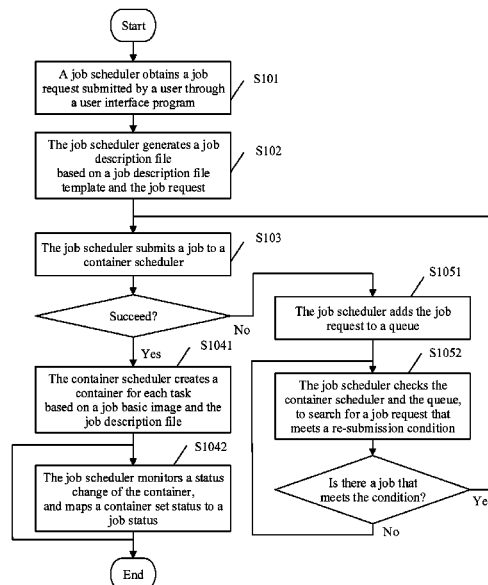 Start
A job scheduler obtains a job
request submitted by a user through
a user interface program
S101
The job scheduler generates a job
description file
based on a job description file
template and the job request
S102
The job scheduler submits a job to a
container scheduler
S103
Succeed?
No
Yes
S1041
The container scheduler creates a
container for each task
based on a job basic image and the
job description file
S1042
The job scheduler monitors a status
change of the container,
and maps a container set status to a
job status
End
S1051
The job scheduler adds the job
request to a queue
S1052
The job scheduler checks the
container scheduler and the queue,
to search for a job request that
meets a re-submission condition
Is there a job that
meets the condition?
No